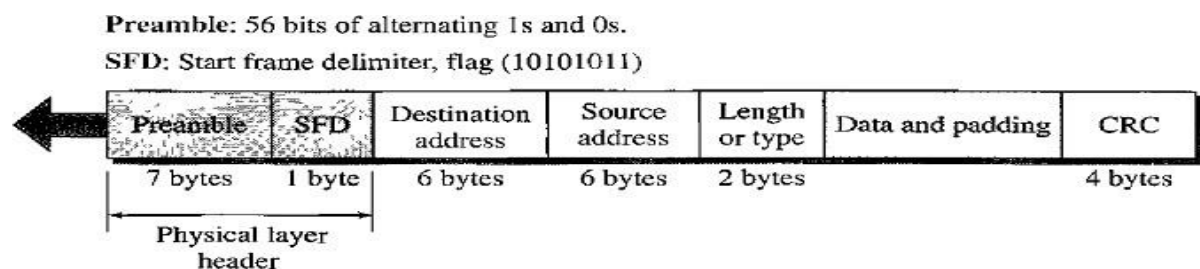 Preamble: 56 bits of alternating 1s and 0s.
SFD: Start frame delimiter, flag (10101011)
Preamble SFD Destination address Source address Length or type Data and padding CRC
7 bytes 1 byte 6 bytes 6 bytes 2 bytes 4 bytes
Physical layer
header